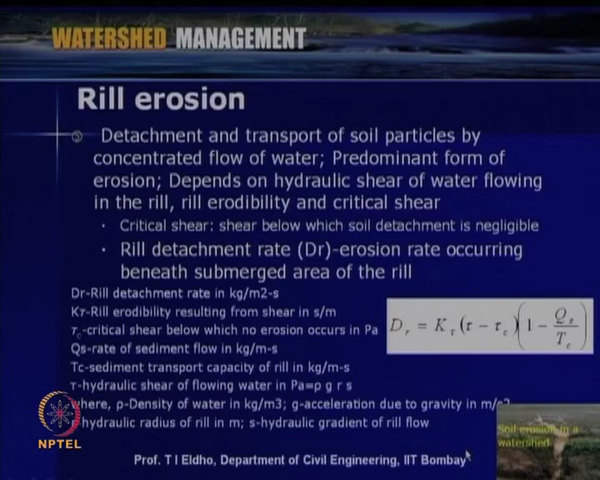 WATERSHED MANAGEMENT
Rill erosion
Detachment and transport of soil particles by
concentrated flow of water; Predominant form of
erosion; Depends on hydraulic shear of water flowing
in the rill, rill erodibility and critical shear
• Critical shear: shear below which soil detachment is negligible
• Rill detachment rate (Dr)-erosion rate occurring
beneath submerged area of the rill
Dr-Rill detachment rate in kg/m2-s
Kτ-Rill erodibility resulting from shear in s/m
τc-critical shear below which no erosion occurs in Pa
Qs-rate of sediment flow in kg/m-s
Tc-sediment transport capacity of rill in kg/m-s
τ-hydraulic shear of flowing water in Pa=ρ g r s
where, ρ-Density of water in kg/m3; g-acceleration due to gravity in m/s2
r-hydraulic radius of rill in m; s-hydraulic gradient of rill flow
D_r = K_τ (τ − τ_c) (1 − Q_s / T_c)
Soil erosion in a
watershed
NPTEL
Prof. T I Eldho, Department of Civil Engineering, IIT Bombay